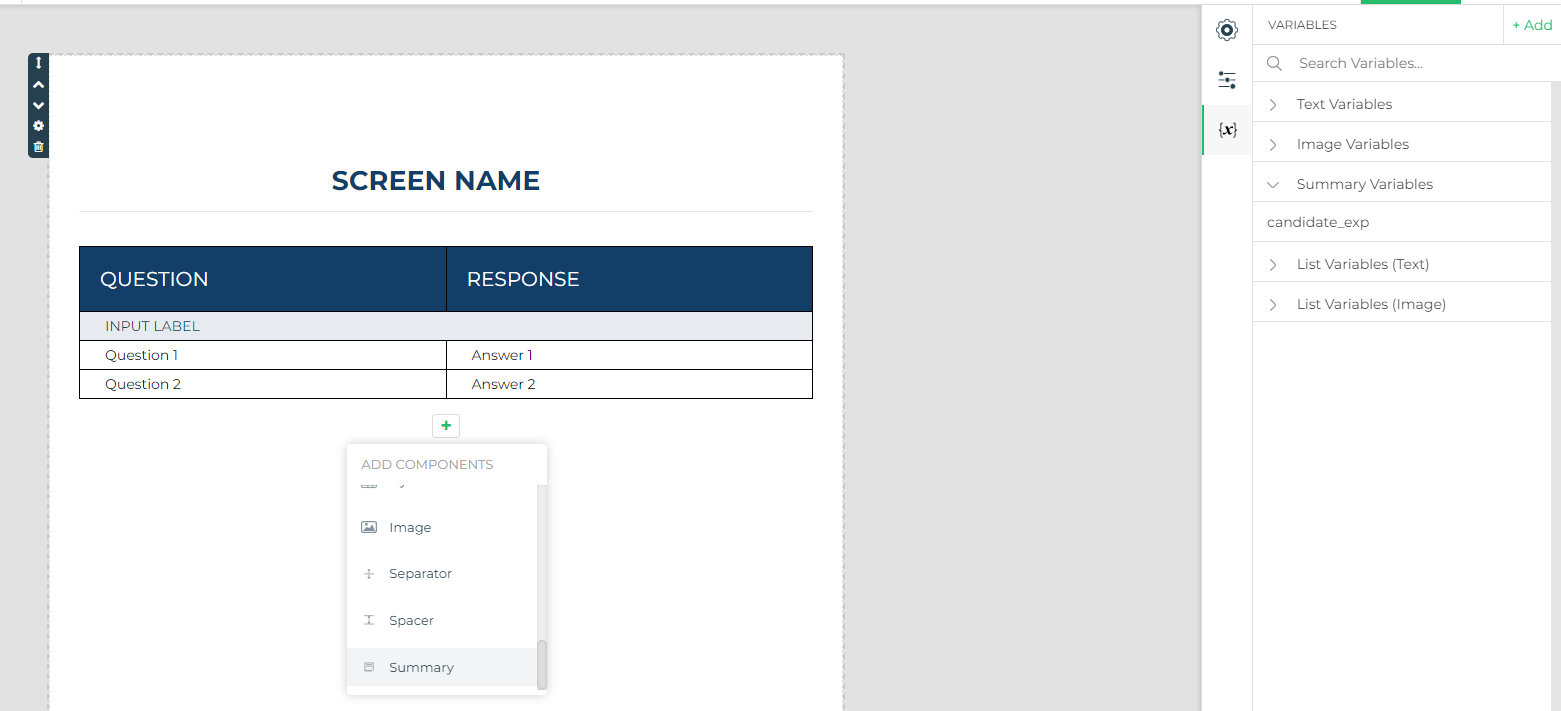 VARIABLES
+ Add
Search Variables...
Text Variables
Image Variables
Summary Variables
candidate_exp
List Variables (Text)
List Variables (Image)
{x}
SCREEN NAME
QUESTION RESPONSE
INPUT LABEL
Question 1 Answer 1
Question 2 Answer 2
+
ADD COMPONENTS
Image
Separator
Spacer
Summary